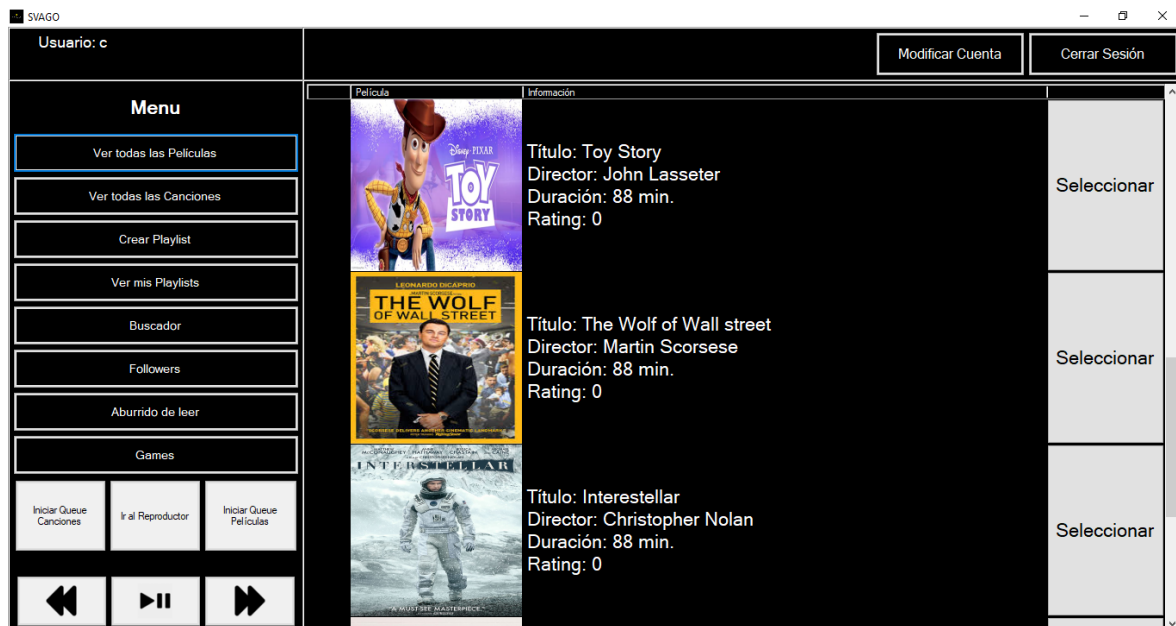 SVAGO
Usuario: c
Modificar Cuenta
Cerrar Sesión
Menu
Ver todas las Películas
Ver todas las Canciones
Crear Playlist
Ver mis Playlists
Buscador
Followers
Aburrido de leer
Games
Iniciar Queue
Canciones
Ir al Reproductor
Iniciar Queue
Películas
Película
Información
Disney PIXAR
TOY
STORY
Título: Toy Story
Director: John Lasseter
Duración: 88 min.
Rating: 0
Seleccionar
LEONARDO DICAPRIO
THE WOLF
OF WALL STREET
Título: The Wolf of Wall street
Director: Martin Scorsese
Duración: 88 min.
Rating: 0
Seleccionar
INTERSTELLAR
"A MUST-SEE MASTERPIECE."
Título: Interestellar
Director: Christopher Nolan
Duración: 88 min.
Rating: 0
Seleccionar